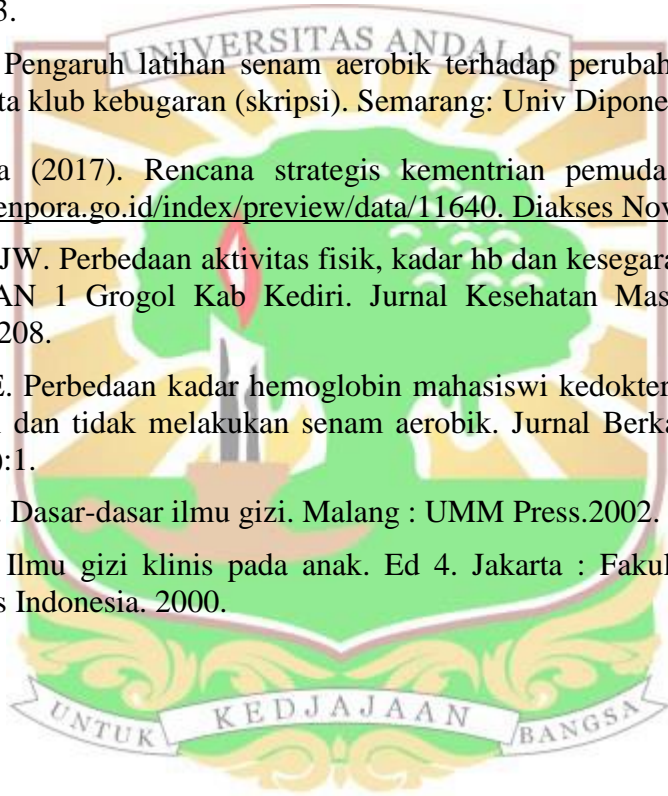 3.
UNIVERSITAS ANDALAS
Pengaruh latihan senam aerobik terhadap perubah
ta klub kebugaran (skripsi). Semarang: Univ Dipone
a (2017). Rencana strategis kementrian pemuda
enpora.go.id/index/preview/data/11640. Diakses Nov
JW. Perbedaan aktivitas fisik, kadar hb dan kesegara
AN 1 Grogol Kab Kediri. Jurnal Kesehatan Mas
208.
E. Perbedaan kadar hemoglobin mahasiswi kedokter
dan tidak melakukan senam aerobik. Jurnal Berka
):1.
. Dasar-dasar ilmu gizi. Malang : UMM Press.2002.
Ilmu gizi klinis pada anak. Ed 4. Jakarta : Fakul
s Indonesia. 2000.
UNTUK KEDJAJAAN BANGSA